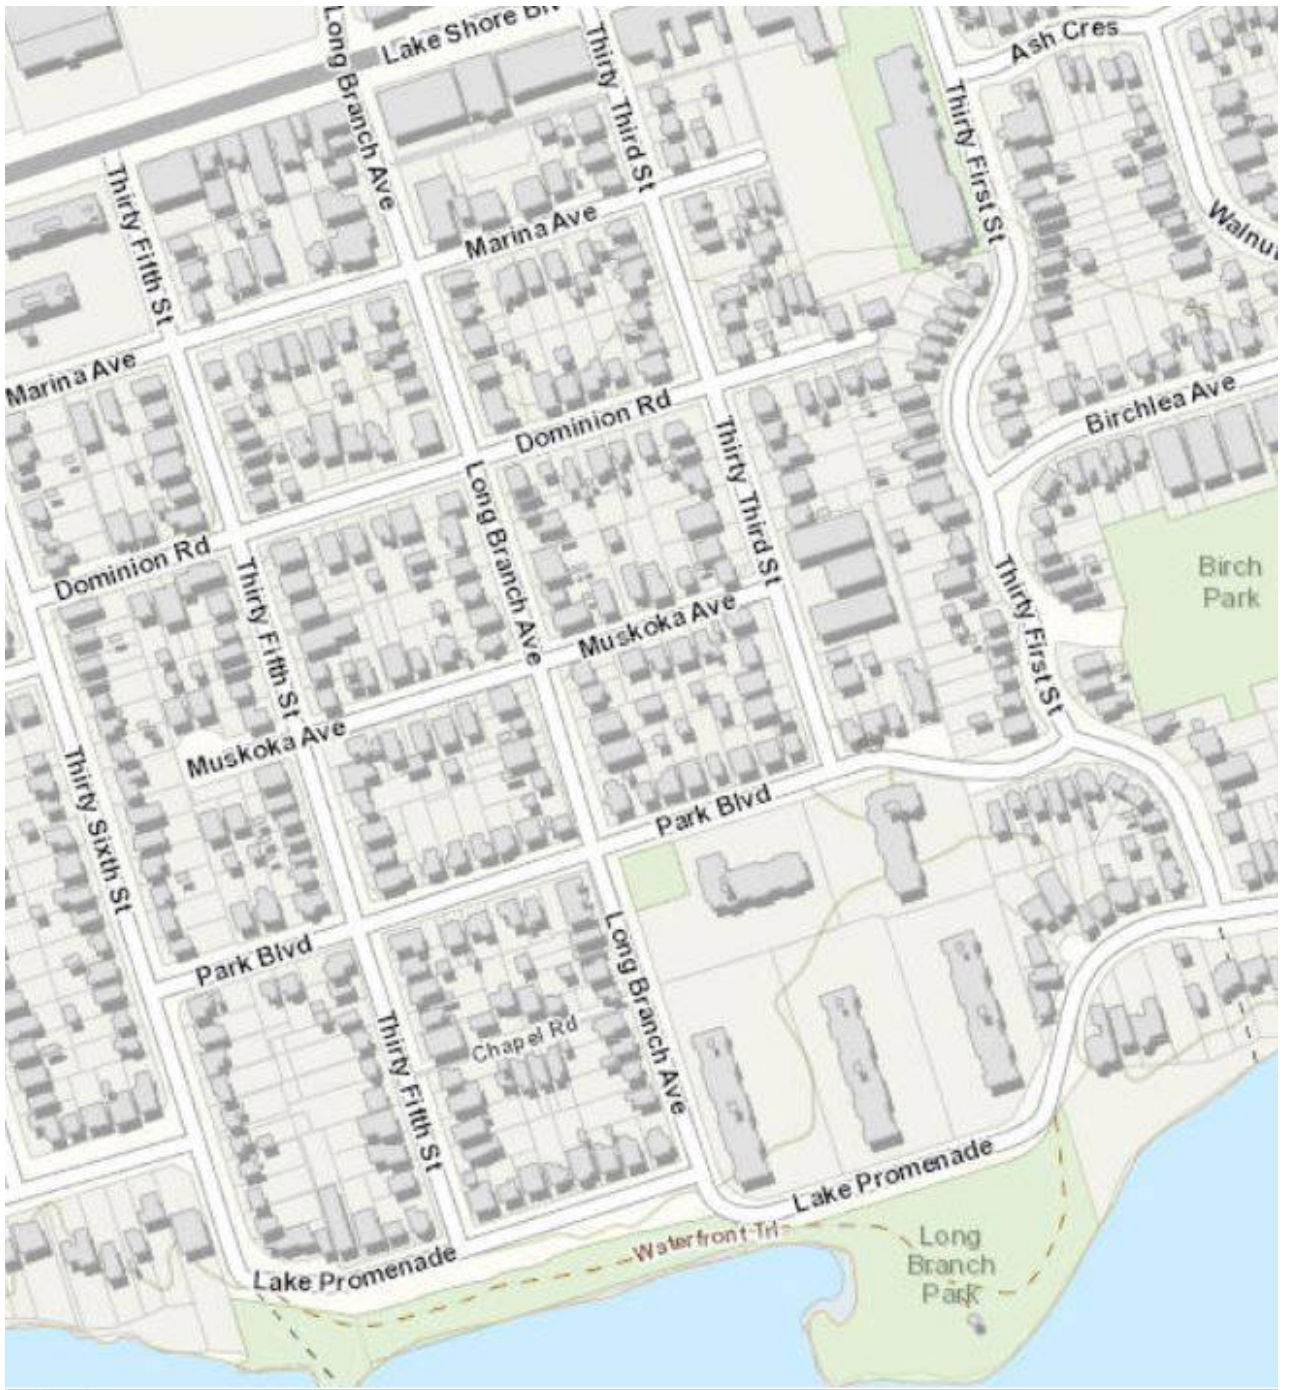 Lake Shore Blv
Ash Cres
Long Branch Ave
Thirty Third St
Thirty First St
Thirty Fifth St
Marina Ave
Marina Ave
Dominion Rd
Birchlea Ave
Long Branch Ave
Thirty Third St
Dominion Rd
Thirty Fifth St
Thirty First St
Birch
Park
Muskoka Ave
Muskoka Ave
Thirty Sixth St
Park Blvd
Park Blvd
Long Branch Ave
Thirty Fifth St
Chapel Rd
Lake Promenade
Waterfront Trl
Long
Branch
Park
Lake Promenade